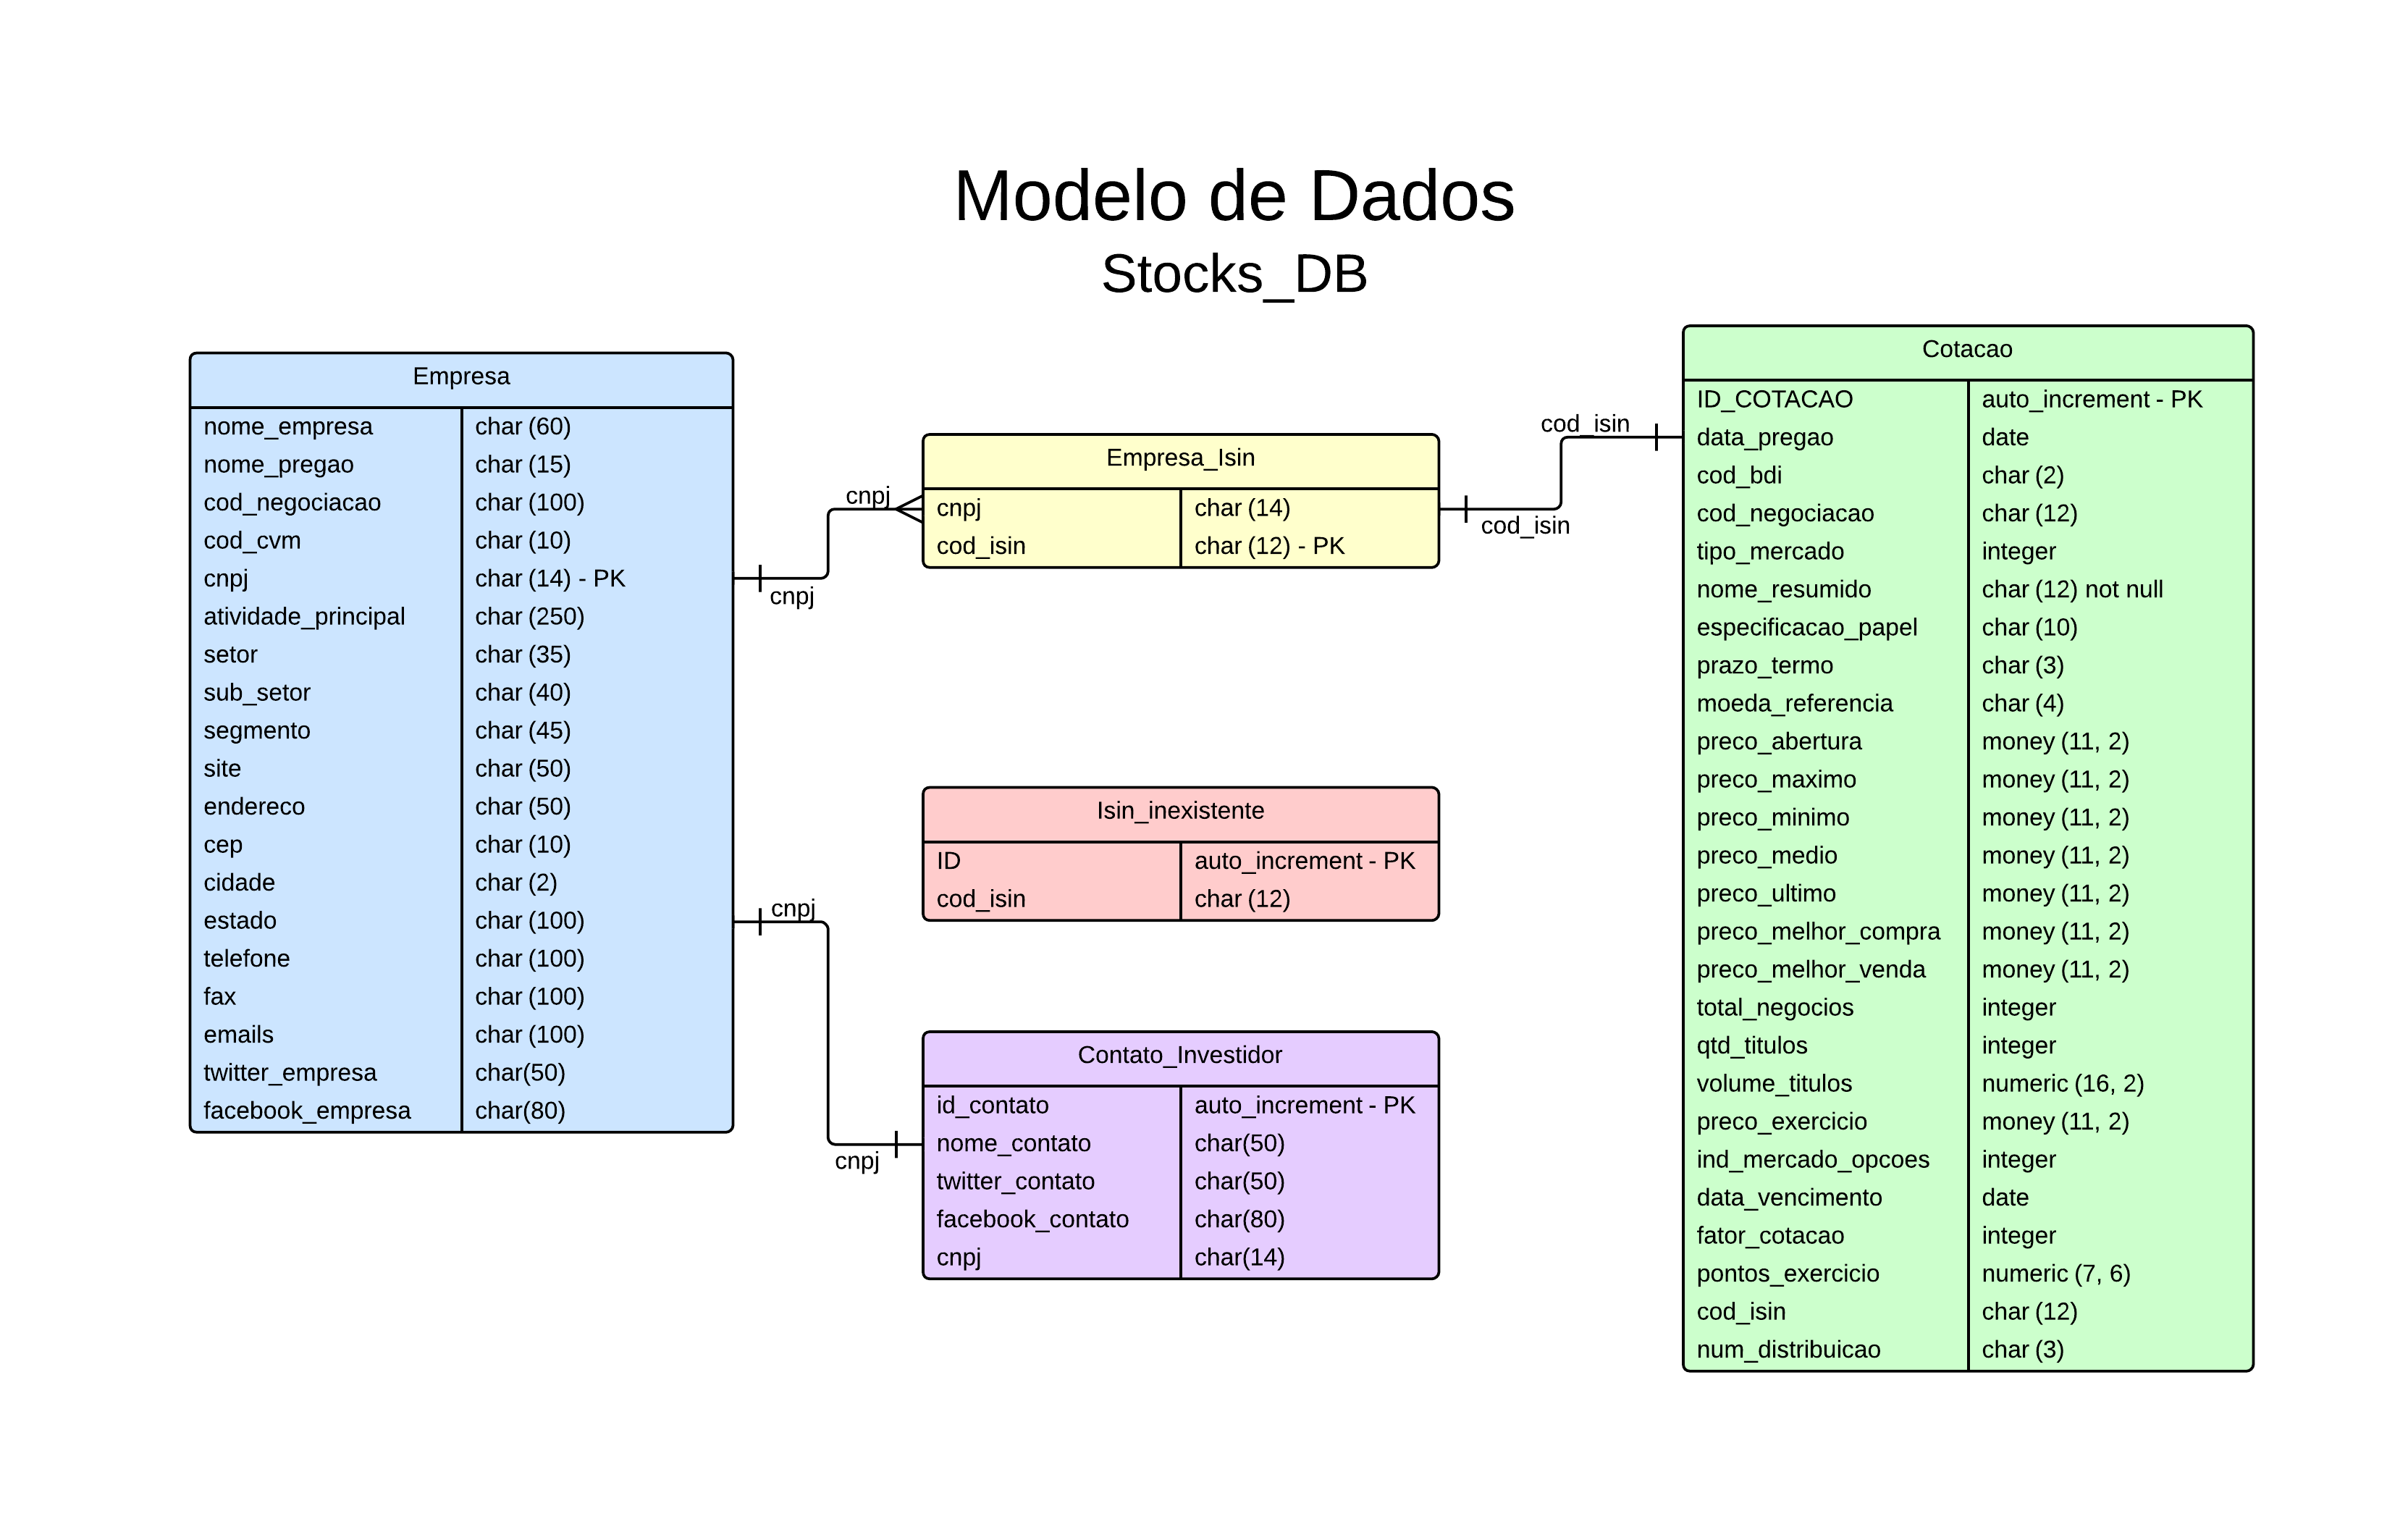 Modelo de Dados
Stocks_DB
Empresa
nome_empresa char (60)
nome_pregao char (15)
cod_negociacao char (100)
cod_cvm char (10)
cnpj char (14) - PK
atividade_principal char (250)
setor char (35)
sub_setor char (40)
segmento char (45)
site char (50)
endereco char (50)
cep char (10)
cidade char (2)
estado char (100)
telefone char (100)
fax char (100)
emails char (100)
twitter_empresa char(50)
facebook_empresa char(80)
cnpj
cnpj
cnpj
cnpj
Empresa_Isin
cnpj char (14)
cod_isin char (12) - PK
cod_isin
cod_isin
Isin_inexistente
ID auto_increment - PK
cod_isin char (12)
Contato_Investidor
id_contato auto_increment - PK
nome_contato char(50)
twitter_contato char(50)
facebook_contato char(80)
cnpj char(14)
Cotacao
ID_COTACAO auto_increment - PK
data_pregao date
cod_bdi char (2)
cod_negociacao char (12)
tipo_mercado integer
nome_resumido char (12) not null
especificacao_papel char (10)
prazo_termo char (3)
moeda_referencia char (4)
preco_abertura money (11, 2)
preco_maximo money (11, 2)
preco_minimo money (11, 2)
preco_medio money (11, 2)
preco_ultimo money (11, 2)
preco_melhor_compra money (11, 2)
preco_melhor_venda money (11, 2)
total_negocios integer
qtd_titulos integer
volume_titulos numeric (16, 2)
preco_exercicio money (11, 2)
ind_mercado_opcoes integer
data_vencimento date
fator_cotacao integer
pontos_exercicio numeric (7, 6)
cod_isin char (12)
num_distribuicao char (3)